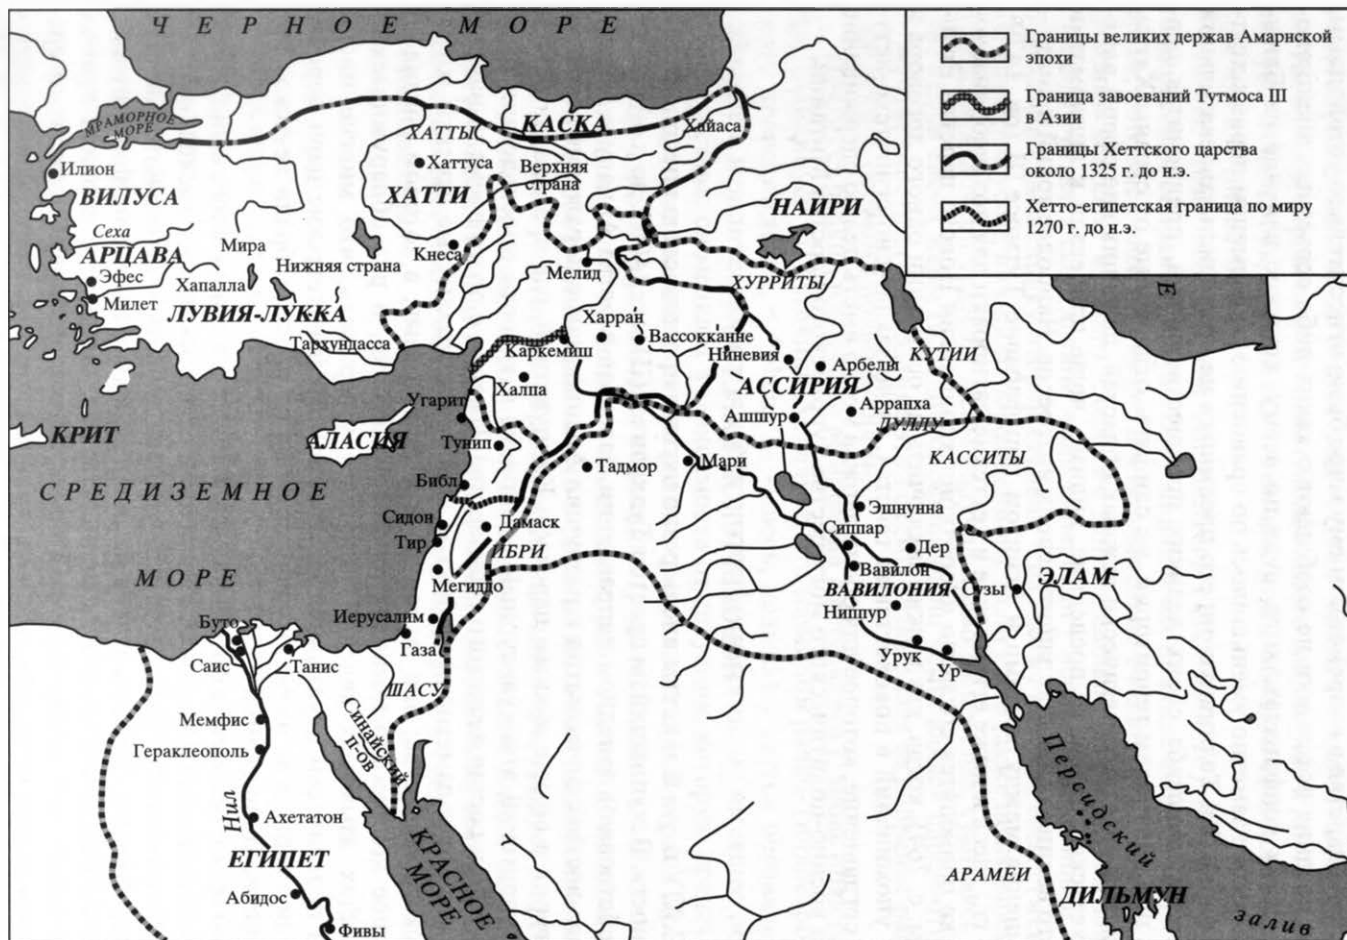 ЧЕРНОЕ МОРЕ
Границы великих держав Амарнской
эпохи
Граница завоеваний Тутмоса III
в Азии
Границы Хеттского царства
около 1325 г. до н.э.
Хетто-египетская граница по миру
1270 г. до н.э.
МРАМОРНОЕ
МОРЕ
ХАТТЫ
КАСКА
Хайаса
Илион
Хаттуса
Верхняя
страна
ВИЛУСА
ХАТТИ
НАИРИ
Сеха
АРЦАВА
Мира
Кнеса
Эфес
Хапалла
Нижняя страна
Мелид
ХУРРИТЫ
Е
Милет
ЛУВИЯ-ЛУККА
Тархундасса
Харран
Каркемиш
Вассокканне
Ниневия
КУТИИ
Халпа
АССИРИЯ
Арбелы
Угарит
Ашшур
Аррапха
ЛУЛЛУ
КРИТ
АЛАСИЯ
Тунип
Тадмор
Мари
КАССИТЫ
СРЕДИЗЕМНОЕ
Библ
Сидон
Дамаск
Эшнунна
Тир
ИБРИ
Сиппар
Дер
МОРЕ
Мегиддо
Вавилон
ВАВИЛОНИЯ
Сузы
ЭЛАМ
Ниппур
Иерусалим
Буто
Газа
Урук
Ур
Саис
Танис
ШАСУ
Мемфис
Синайский
п-ов
Гераклеополь
Персидский
Нил
Ахетатон
ЕГИПЕТ
КРАСНОЕ
МОРЕ
АРАМЕИ
ДИЛЬМУН
Абидос
залив
Фивы